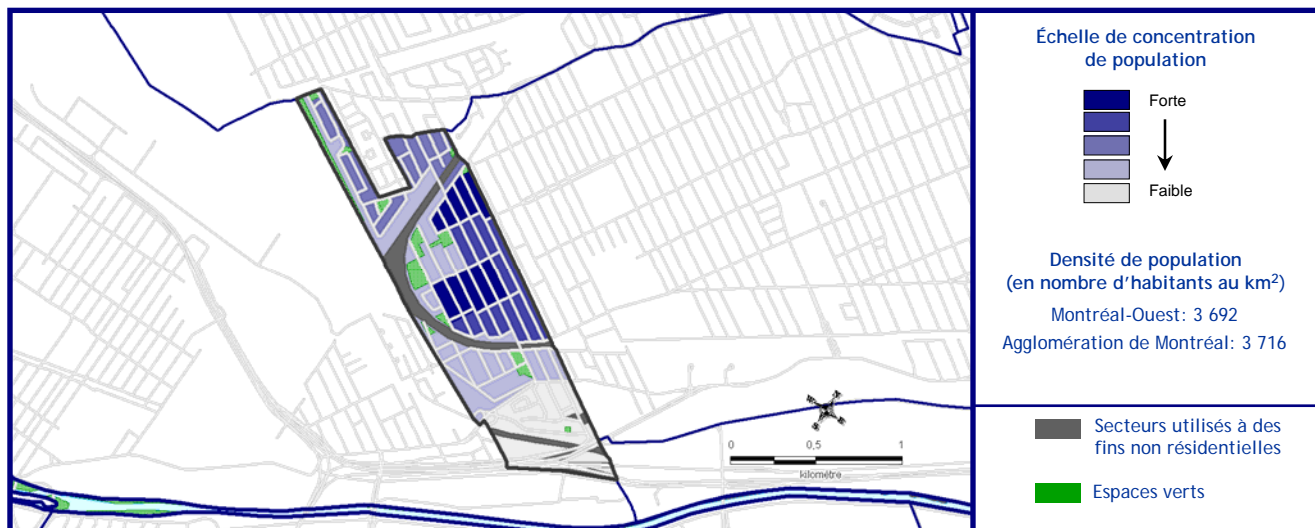 Échelle de concentration
de population
Forte
Faible
Densité de population
(en nombre d'habitants au km²)
Montréal-Ouest: 3 692
Agglomération de Montréal: 3 716
0 0,5 1
kilomètre
Secteurs utilisés à des
fins non résidentielles
Espaces verts